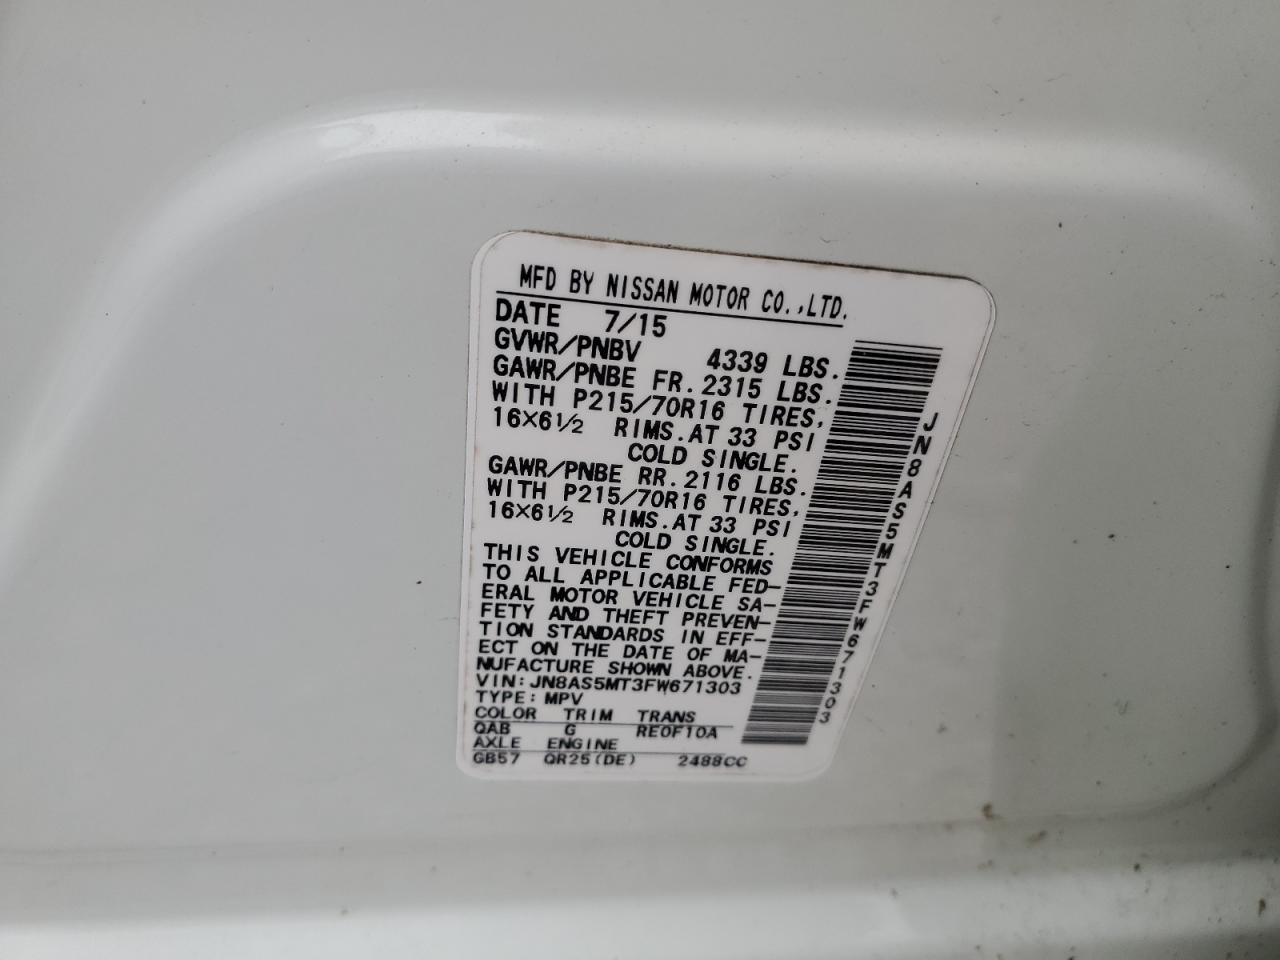 MFD BY NISSAN MOTOR CO.,LTD.
DATE 7/15
GVWR/PNBV 4339 LBS.
GAWR/PNBE FR. 2315 LBS.
WITH P215/70R16 TIRES,
16X6 1/2 RIMS. AT 33 PSI
COLD SINGLE.
GAWR/PNBE RR. 2116 LBS.
WITH P215/70R16 TIRES,
16X6 1/2 RIMS. AT 33 PSI
COLD SINGLE.
THIS VEHICLE CONFORMS
TO ALL APPLICABLE FED-
ERAL MOTOR VEHICLE SA-
FETY AND THEFT PREVEN-
TION STANDARDS IN EFF-
ECT ON THE DATE OF MA-
NUFACTURE SHOWN ABOVE.
VIN: JN8AS5MT3FW671303
TYPE: MPV
COLOR TRIM TRANS
QAB G RE0F10A
AXLE ENGINE
GB57 QR25(DE) 2488CC
JN8AS5MT3FW671303